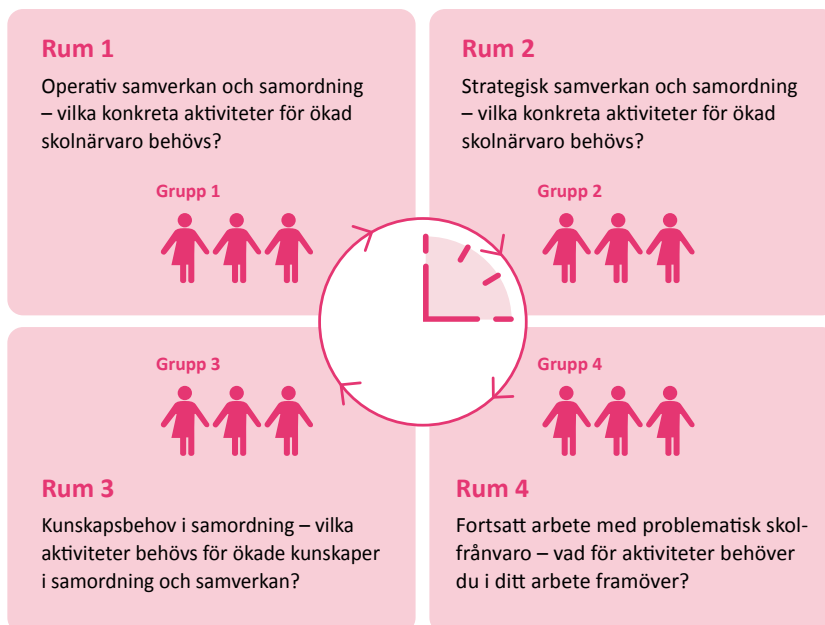 Rum 1
Operativ samverkan och samordning
– vilka konkreta aktiviteter för ökad
skolnärvaro behövs?
Grupp 1
Rum 2
Strategisk samverkan och samordning
– vilka konkreta aktiviteter för ökad
skolnärvaro behövs?
Grupp 2
Grupp 3
Rum 3
Kunskapsbehov i samordning – vilka
aktiviteter behövs för ökade kunskaper
i samordning och samverkan?
Grupp 4
Rum 4
Fortsatt arbete med problematisk skol-
frånvaro – vad för aktiviteter behöver
du i ditt arbete framöver?